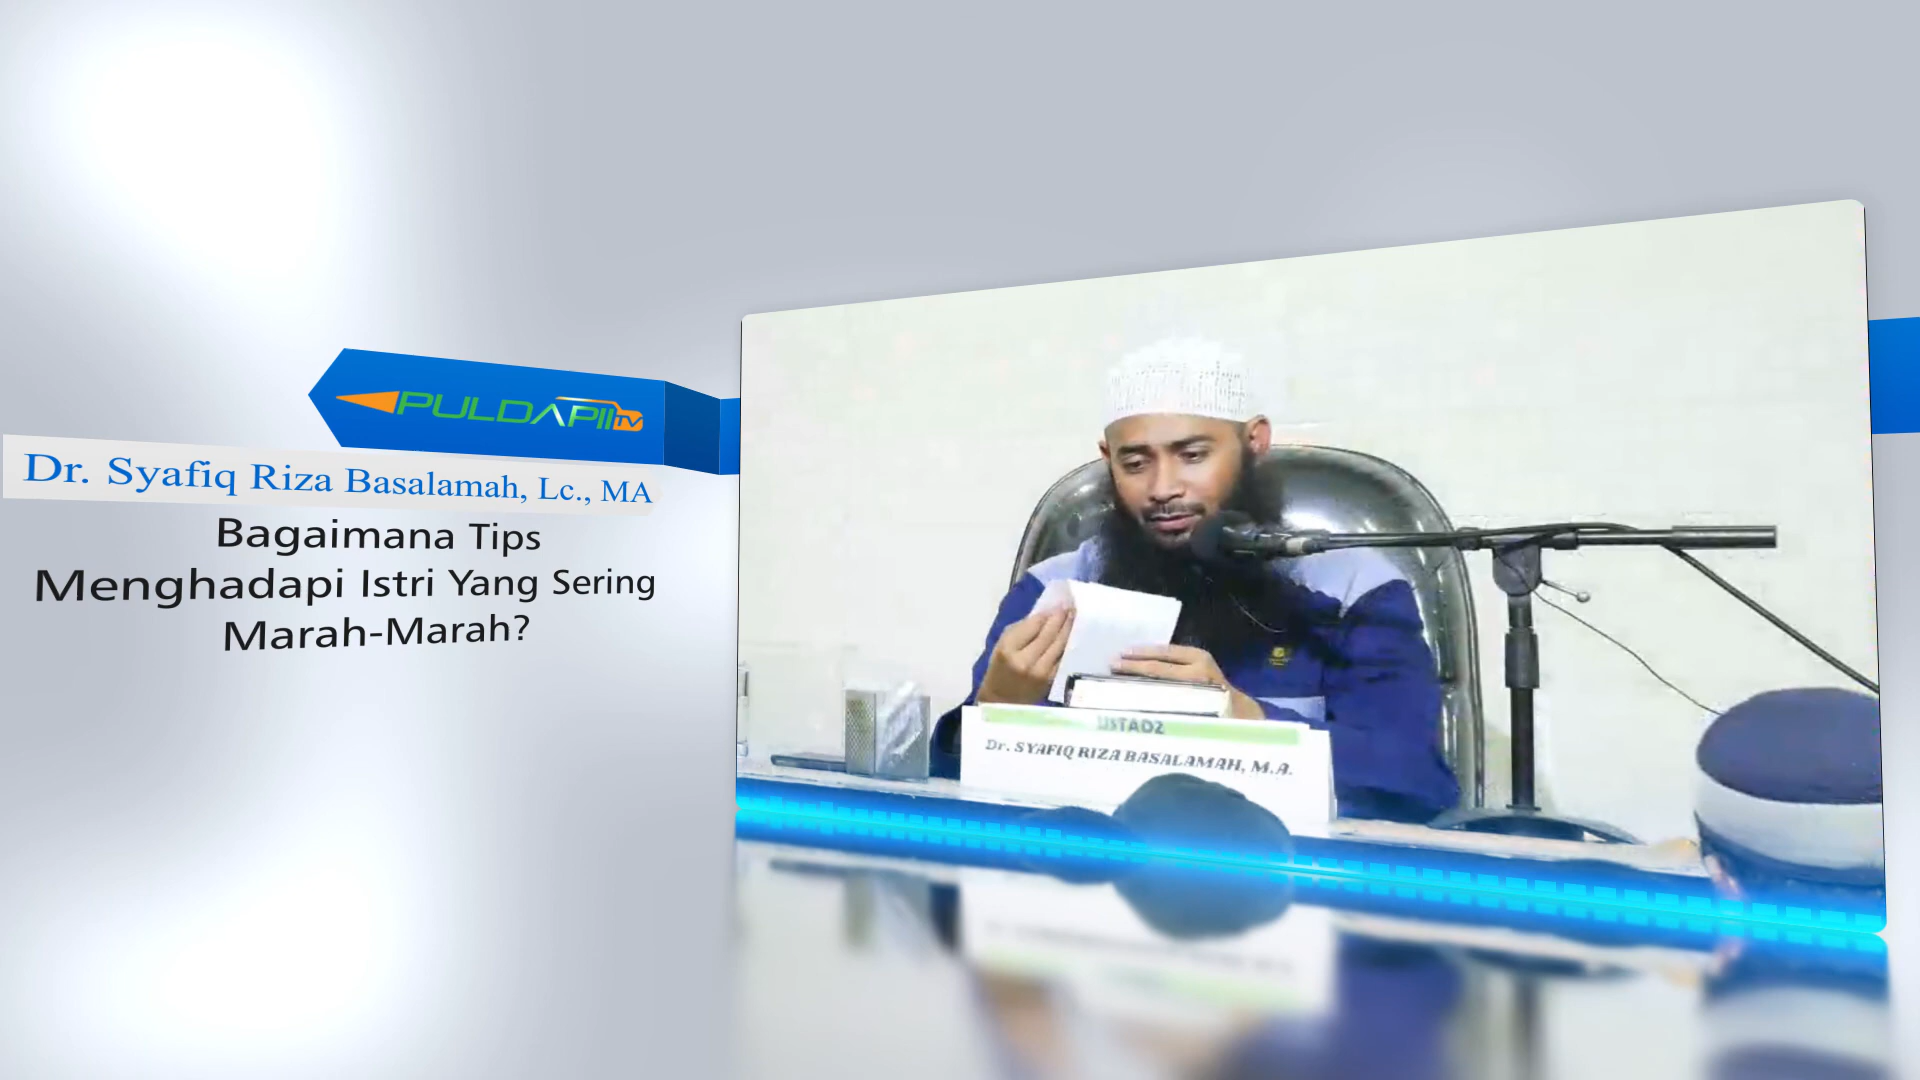 PULDAPII TV
Dr. Syafiq Riza Basalamah, Lc., MA
Bagaimana Tips
Menghadapi Istri Yang Sering
Marah-Marah?
USTADZ
Dr. SYAFIQ RIZA BASALAMAH, M.A.